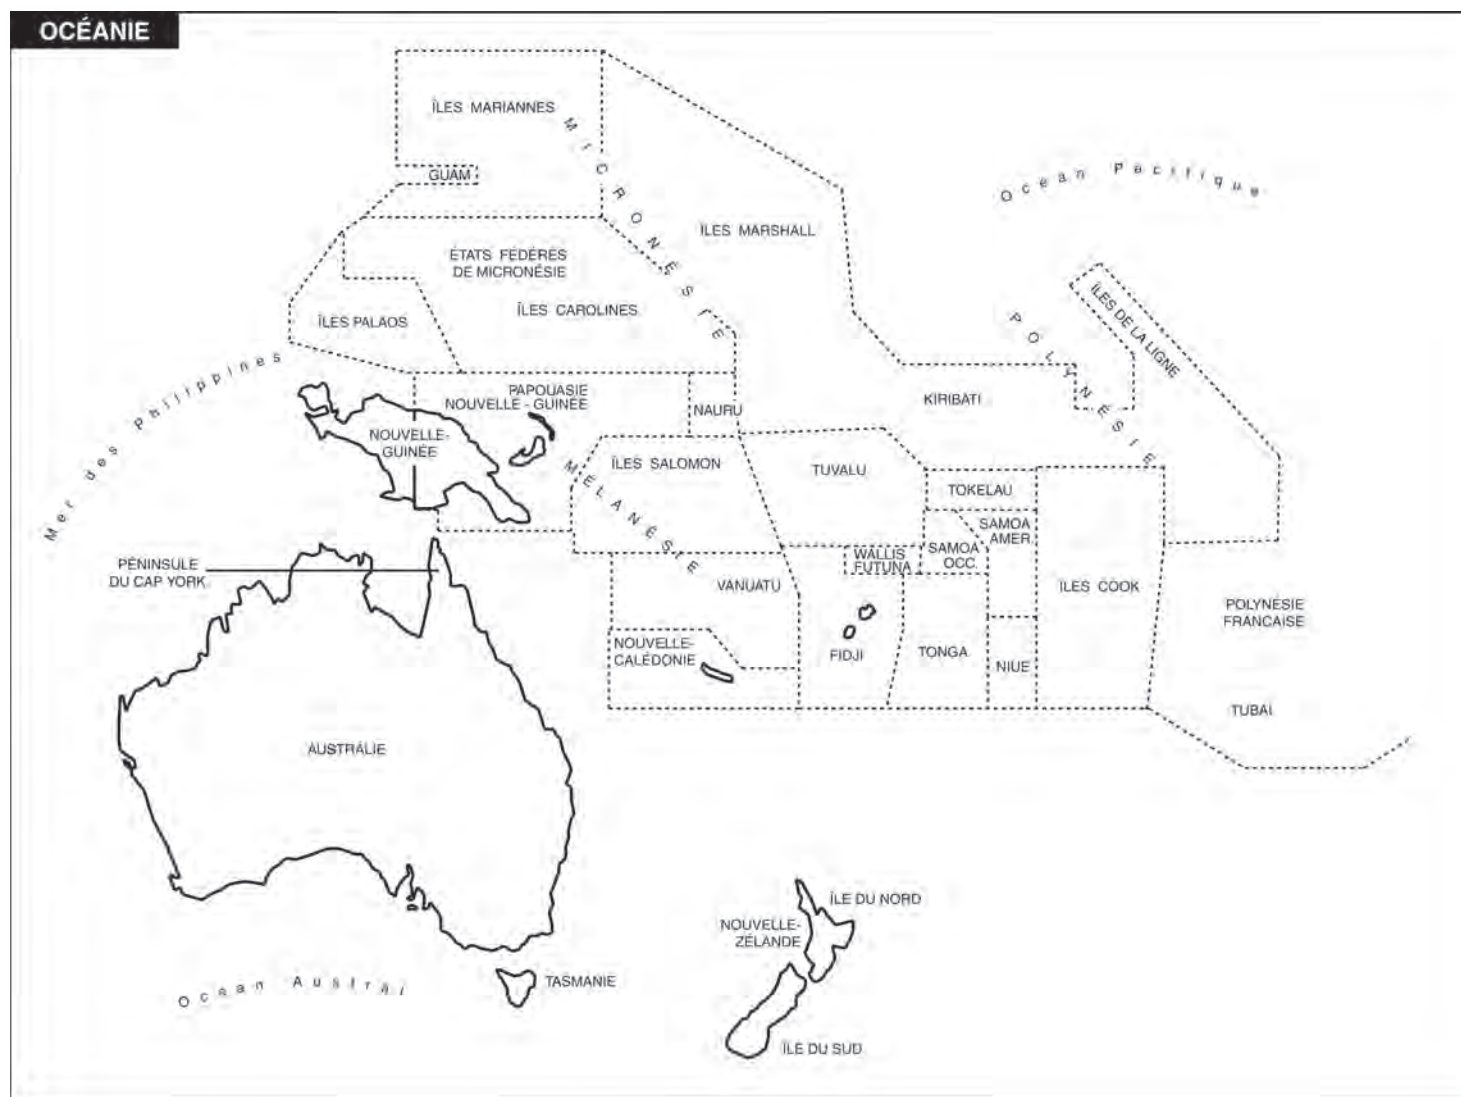 OCÉANIE
ÎLES MARIANNES
MICRONÉSIE
GUAM
Océan Pacifique
ÎLES MARSHALL
ÉTATS FÉDÉRÉS
DE MICRONÉSIE
ÎLES CAROLINES
ÎLES PALAOS
ÎLES DE LA LIGNE
POLYNÉSIE
Mer des Philippines
PAPOUASIE
NOUVELLE - GUINÉE
NAURU
KIRIBATI
NOUVELLE-
GUINÉE
ÎLES SALOMON
MÉLANÉSIE
TUVALU
TOKELAU
SAMOA
AMER.
SAMOA
OCC.
WALLIS
FUTUNA
PÉNINSULE
DU CAP YORK
VANUATU
ÎLES COOK
POLYNÉSIE
FRANCAISE
NOUVELLE-
CALÉDONIE
FIDJI
TONGA
NIUE
TUBAI
AUSTRALIE
ÎLE DU NORD
NOUVELLE-
ZÉLANDE
Océan Austral
TASMANIE
ÎLE DU SUD